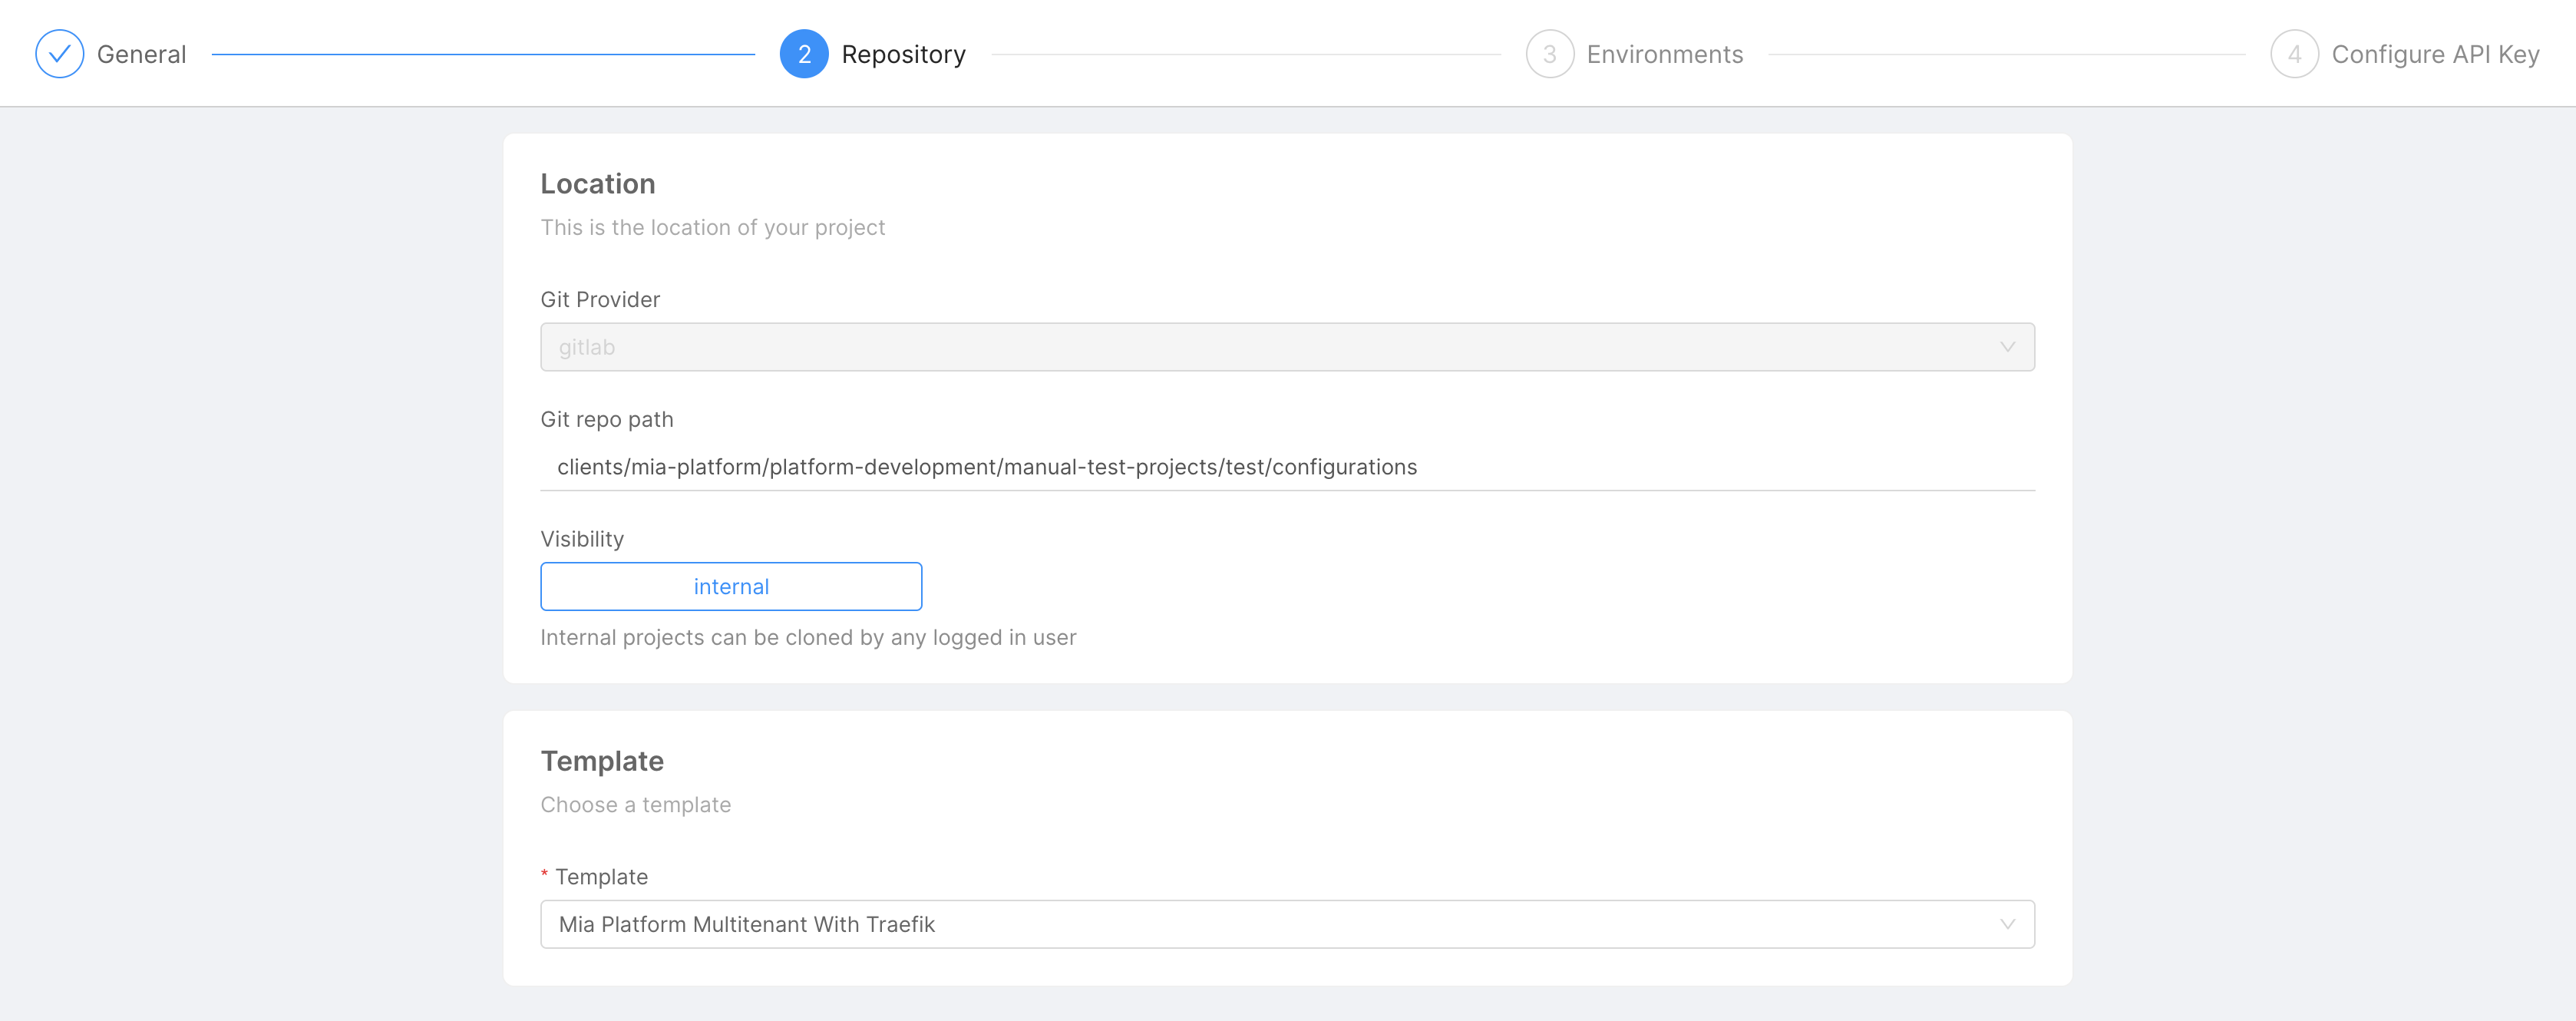 General
2 Repository
3 Environments
4 Configure API Key
Location
This is the location of your project
Git Provider
gitlab
Git repo path
clients/mia-platform/platform-development/manual-test-projects/test/configurations
Visibility
internal
Internal projects can be cloned by any logged in user
Template
Choose a template
* Template
Mia Platform Multitenant With Traefik